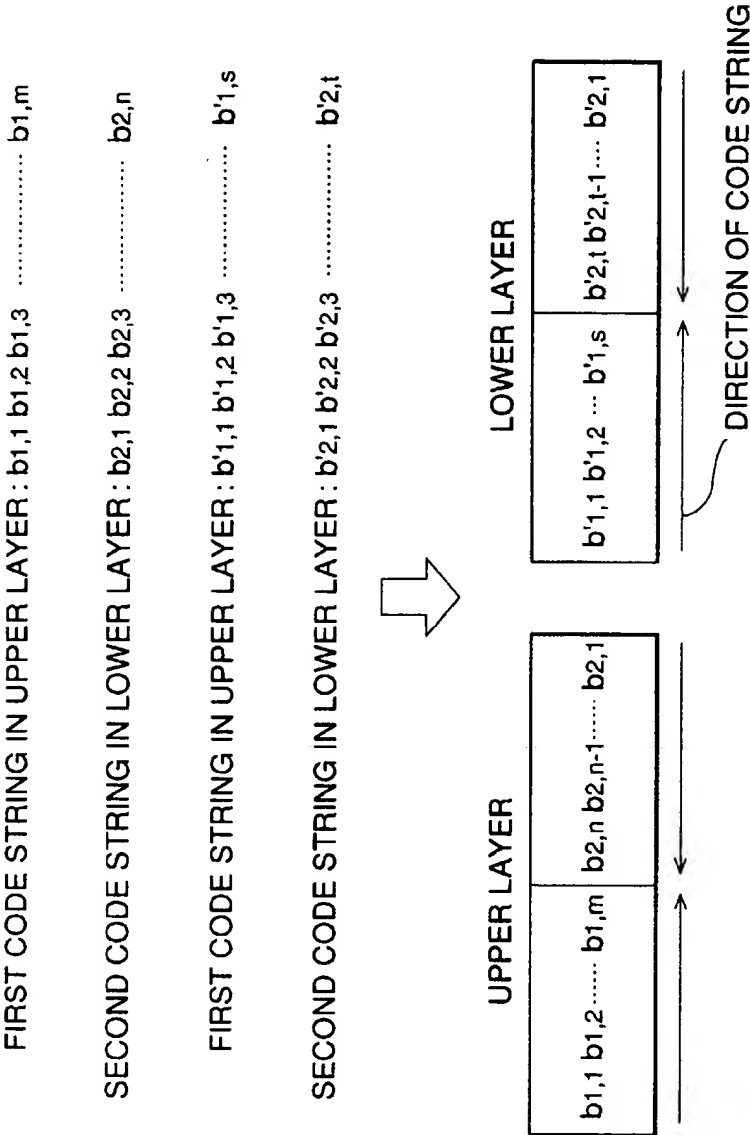 FIRST CODE STRING IN UPPER LAYER : b1,1 b1,2 b1,3 ..................... b1,m
SECOND CODE STRING IN LOWER LAYER : b2,1 b2,2 b2,3 ..................... b2,n
FIRST CODE STRING IN UPPER LAYER : b'1,1 b'1,2 b'1,3 ..................... b'1,s
SECOND CODE STRING IN LOWER LAYER : b'2,1 b'2,2 b'2,3 ..................... b'2,t
UPPER LAYER
b1,1 b1,2 ...... b1,m
b2,n b2,n-1 ...... b2,1
LOWER LAYER
b'1,1 b'1,2 ... b'1,s
b'2,t b'2,t-1 .... b'2,1
DIRECTION OF CODE STRING